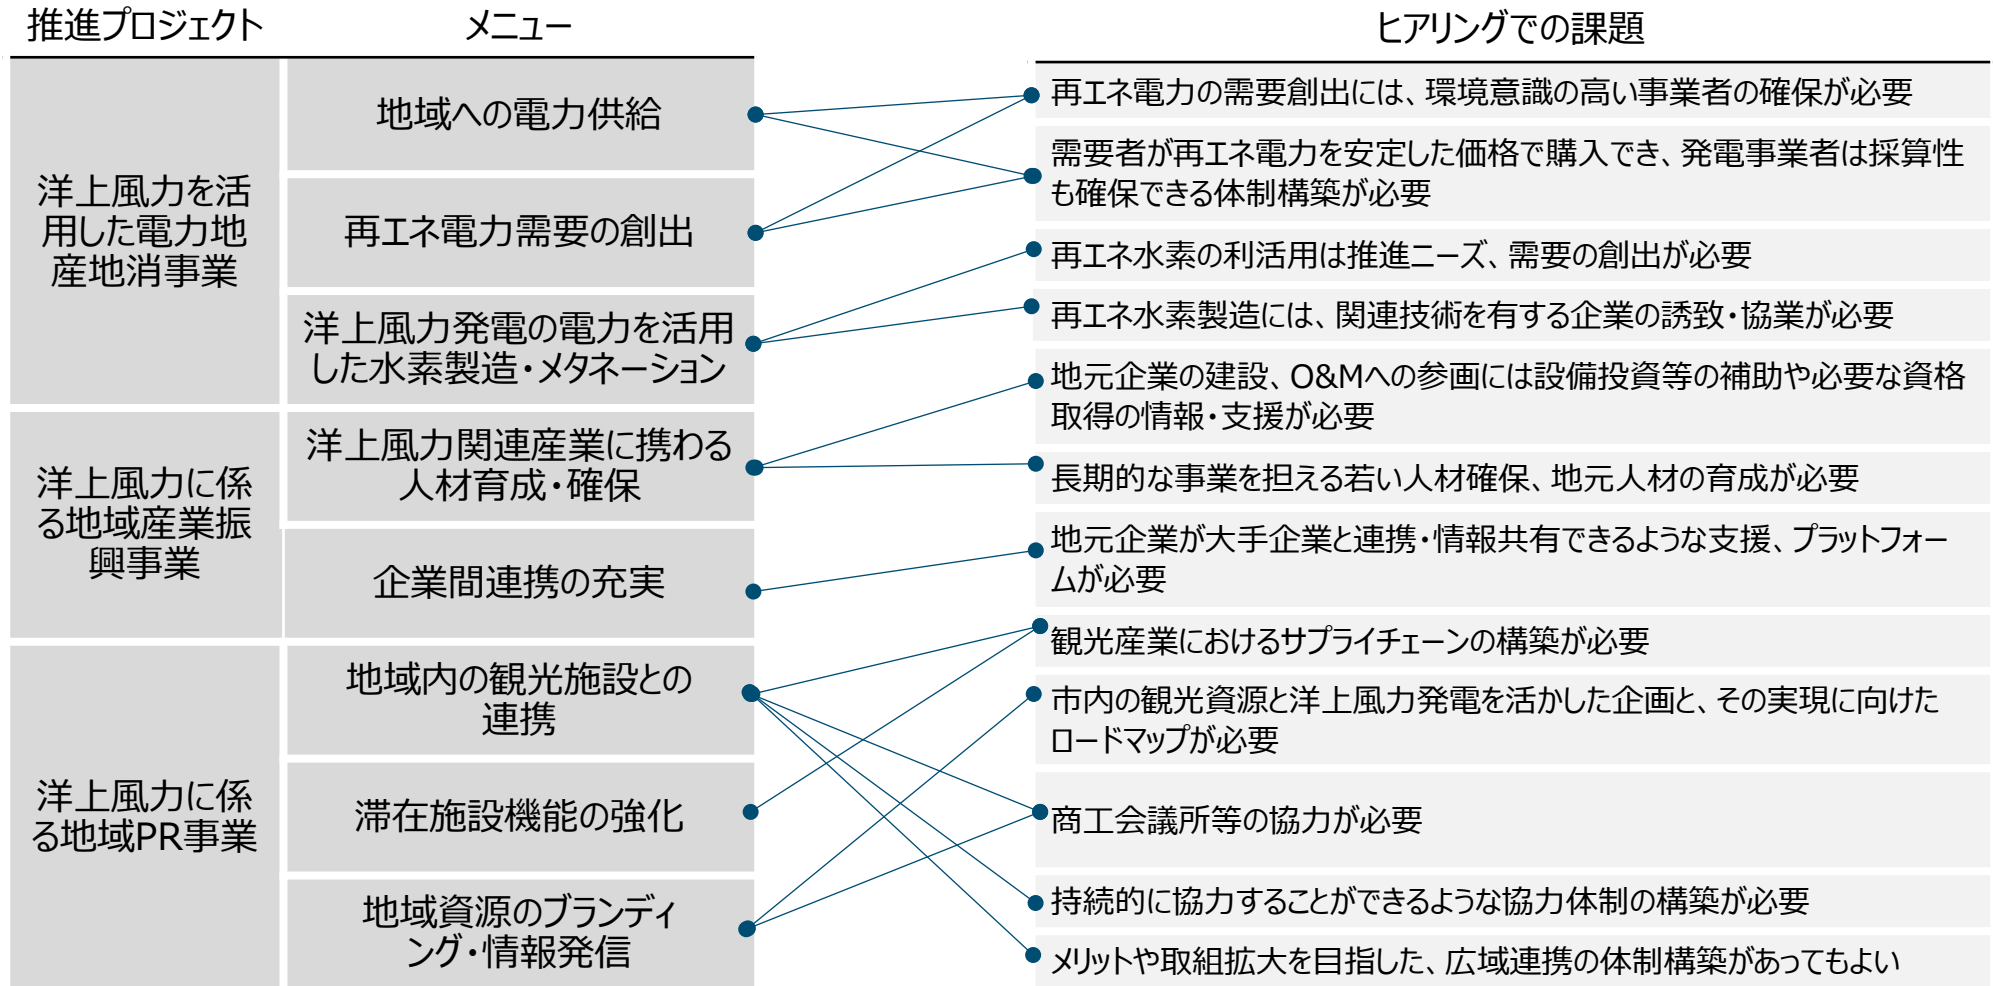 推進プロジェクト
メニュー
ヒアリングでの課題
洋上風力を活
用した電力地
産地消事業
地域への電力供給
再エネ電力需要の創出
洋上風力発電の電力を活用
した水素製造・メタネーション
洋上風力に係
る地域産業振
興事業
洋上風力関連産業に携わる
人材育成・確保
企業間連携の充実
洋上風力に係
る地域PR事業
地域内の観光施設との
連携
滞在施設機能の強化
地域資源のブランディ
ング・情報発信
再エネ電力の需要創出には、環境意識の高い事業者の確保が必要
需要者が再エネ電力を安定した価格で購入でき、発電事業者は採算性
も確保できる体制構築が必要
再エネ水素の利活用は推進ニーズ、需要の創出が必要
再エネ水素製造には、関連技術を有する企業の誘致・協業が必要
地元企業の建設、O&Mへの参画には設備投資等の補助や必要な資格
取得の情報・支援が必要
長期的な事業を担える若い人材確保、地元人材の育成が必要
地元企業が大手企業と連携・情報共有できるような支援、プラットフォー
ムが必要
観光産業におけるサプライチェーンの構築が必要
市内の観光資源と洋上風力発電を活かした企画と、その実現に向けた
ロードマップが必要
商工会議所等の協力が必要
持続的に協力することができるような協力体制の構築が必要
メリットや取組拡大を目指した、広域連携の体制構築があってもよい